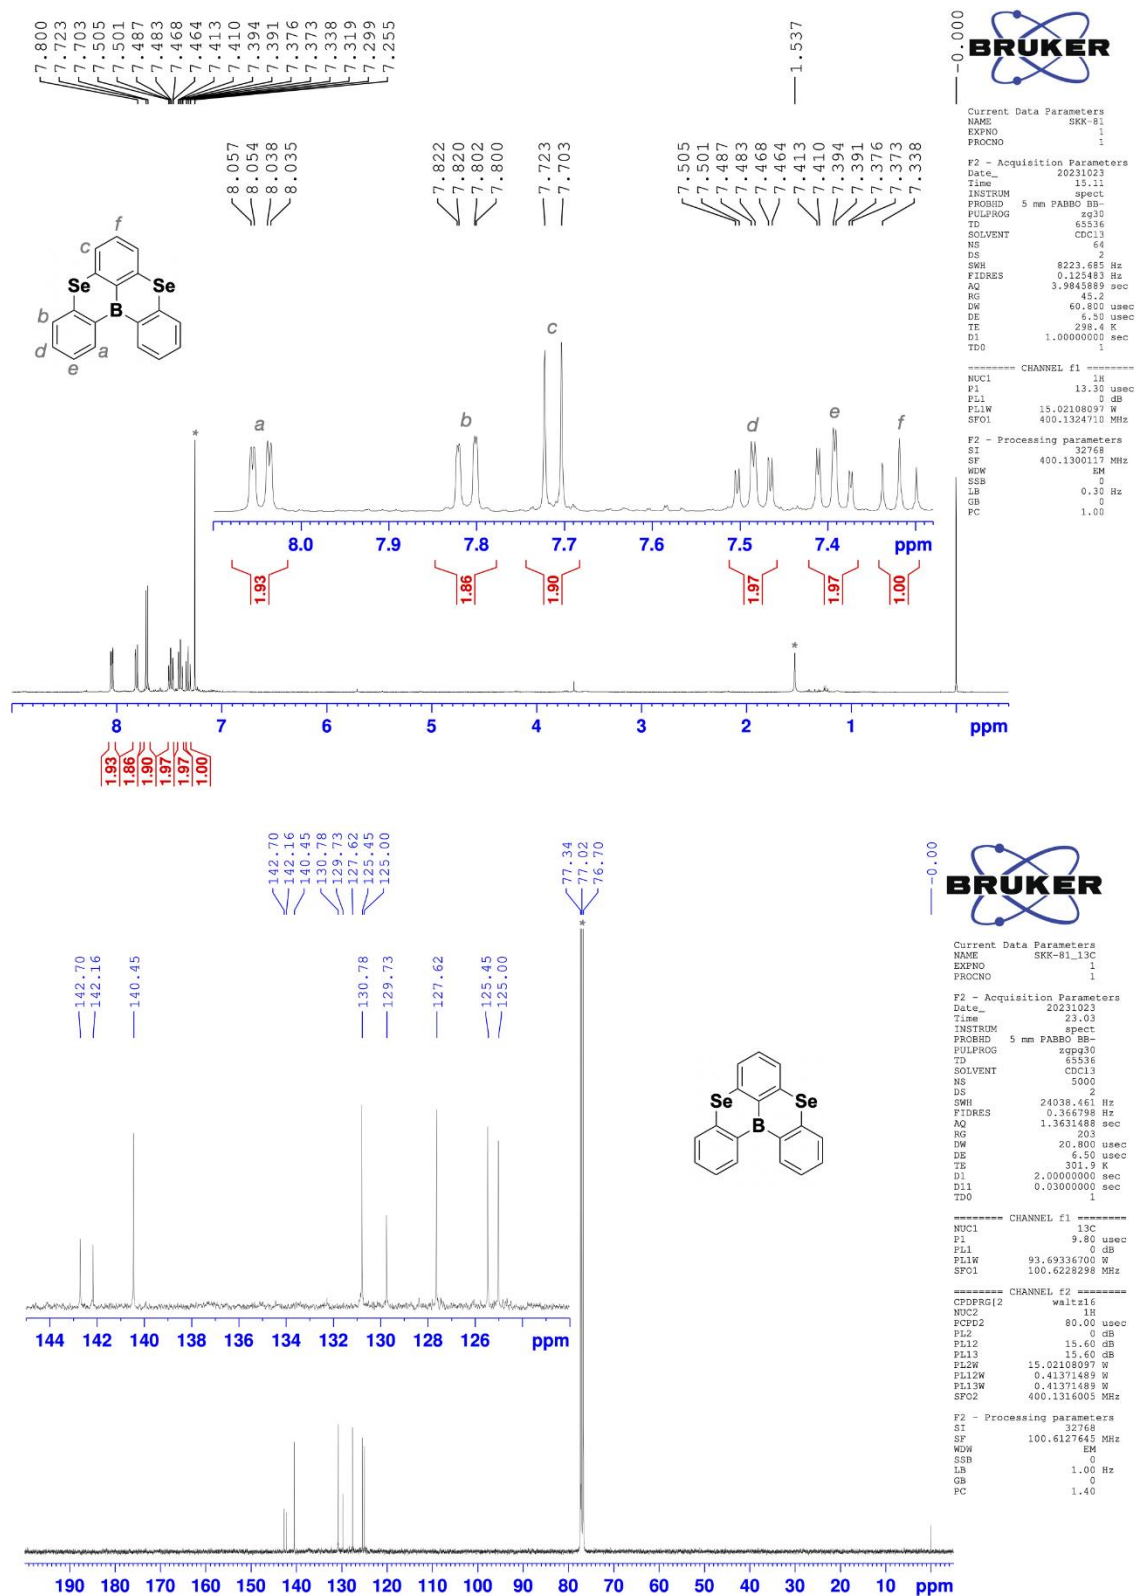 7.800
7.723
7.703
7.505
7.501
7.487
7.483
7.468
7.464
7.413
7.410
7.394
7.391
7.376
7.373
7.338
7.319
7.299
7.255
1.537
-0.000
BRUKER
8.057
8.054
8.038
8.035
7.822
7.820
7.802
7.800
7.723
7.703
7.505
7.501
7.487
7.483
7.468
7.464
7.413
7.410
7.394
7.391
7.376
7.373
7.338
Current Data Parameters
NAME SKK-81
EXPNO 1
PROCNO 1
F2 - Acquisition Parameters
Date_ 20231023
Time 15.11
INSTRUM spect
PROBHD 5 mm PABBO BB-
PULPROG zg30
TD 65536
SOLVENT CDCl3
NS 64
DS 2
SWH 8223.685 Hz
FIDRES 0.125483 Hz
AQ 3.9845889 sec
RG 45.2
DW 60.800 usec
DE 6.50 usec
TE 298.4 K
D1 1.00000000 sec
TD0 1
======== CHANNEL f1 ========
NUC1 1H
P1 13.30 usec
PL1 0 dB
PL1W 15.02108097 W
SFO1 400.1324710 MHz
F2 - Processing parameters
SI 32768
SF 400.1300117 MHz
WDW EM
SSB 0
LB 0.30 Hz
GB 0
PC 1.00
f
c
Se Se
b B
d a
e
a b c d e f
*
8.0 7.9 7.8 7.7 7.6 7.5 7.4 ppm
1.93 1.86 1.90 1.97 1.97 1.00
*
8 7 6 5 4 3 2 1 ppm
1.93 1.86 1.90 1.97 1.97 1.00
142.70
142.16
140.45
130.78
129.73
127.62
125.45
125.00
77.34
77.02
76.70
-0.00
BRUKER
*
142.70
142.16
140.45
130.78
129.73
127.62
125.45
125.00
Current Data Parameters
NAME SKK-81_13C
EXPNO 1
PROCNO 1
F2 - Acquisition Parameters
Date_ 20231023
Time 23.03
INSTRUM spect
PROBHD 5 mm PABBO BB-
PULPROG zgpg30
TD 65536
SOLVENT CDCl3
NS 5000
DS 2
SWH 24038.461 Hz
FIDRES 0.366798 Hz
AQ 1.3631488 sec
RG 203
DW 20.800 usec
DE 6.50 usec
TE 301.9 K
D1 2.00000000 sec
D11 0.03000000 sec
TD0 1
======== CHANNEL f1 ========
NUC1 13C
P1 9.80 usec
PL1 0 dB
PL1W 93.69336700 W
SFO1 100.6228298 MHz
======== CHANNEL f2 ========
CPDPRG[2 waltz16
NUC2 1H
PCPD2 80.00 usec
PL2 0 dB
PL12 15.60 dB
PL13 15.60 dB
PL2W 15.02108097 W
PL12W 0.41371489 W
PL13W 0.41371489 W
SFO2 400.1316005 MHz
F2 - Processing parameters
SI 32768
SF 100.6127645 MHz
WDW EM
SSB 0
LB 1.00 Hz
GB 0
PC 1.40
Se Se
B
144 142 140 138 136 134 132 130 128 126 ppm
190 180 170 160 150 140 130 120 110 100 90 80 70 60 50 40 30 20 10 ppm